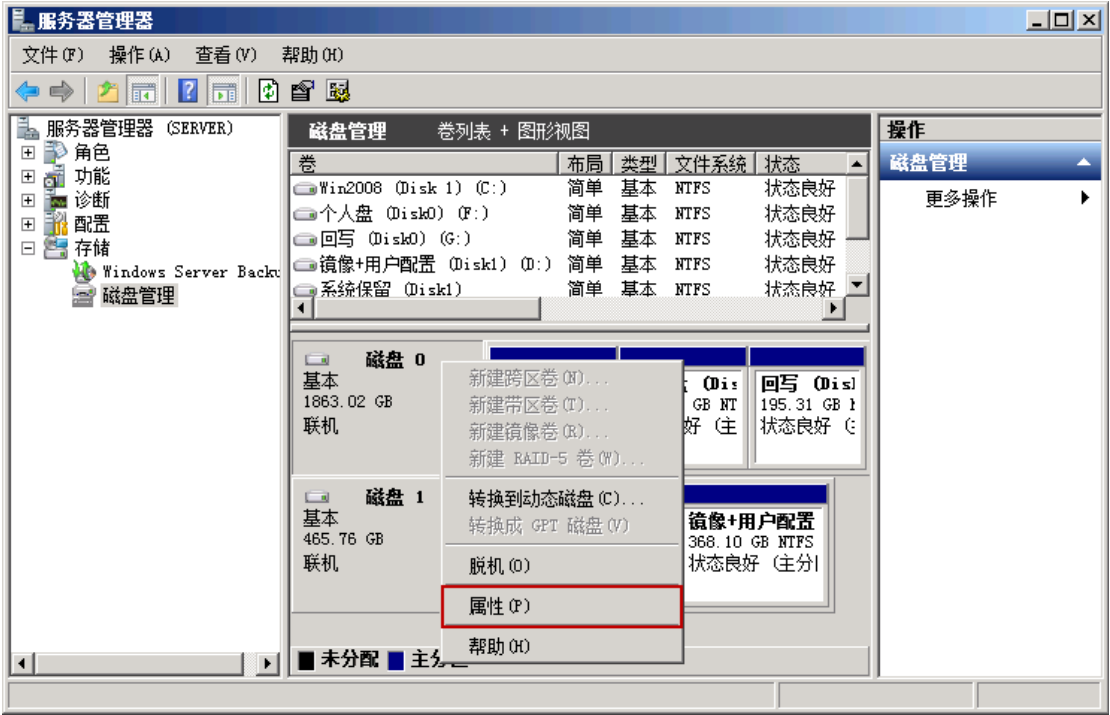 服务器管理器
文件(F) 操作(A) 查看(V) 帮助(H)
服务器管理器 (SERVER)
角色
功能
诊断
配置
存储
Windows Server Backu
磁盘管理
磁盘管理 卷列表 + 图形视图
卷 布局 类型 文件系统 状态
Win2008 (Disk 1) (C:) 简单 基本 NTFS 状态良好
个人盘 (Disk0) (F:) 简单 基本 NTFS 状态良好
回写 (Disk0) (G:) 简单 基本 NTFS 状态良好
镜像+用户配置 (Disk1) (D:) 简单 基本 NTFS 状态良好
系统保留 (Disk1) 简单 基本 NTFS 状态良好
磁盘 0
基本
1863.02 GB
联机
(Dis
GB NT
好 (主
回写 (Dis
195.31 GB
状态良好
磁盘 1
基本
465.76 GB
联机
镜像+用户配置
368.10 GB NTFS
状态良好 (主分
新建跨区卷(N)...
新建带区卷(T)...
新建镜像卷(R)...
新建 RAID-5 卷(W)...
转换到动态磁盘(C)...
转换成 GPT 磁盘(V)
脱机(O)
属性(P)
帮助(H)
未分配 主
操作
磁盘管理
更多操作